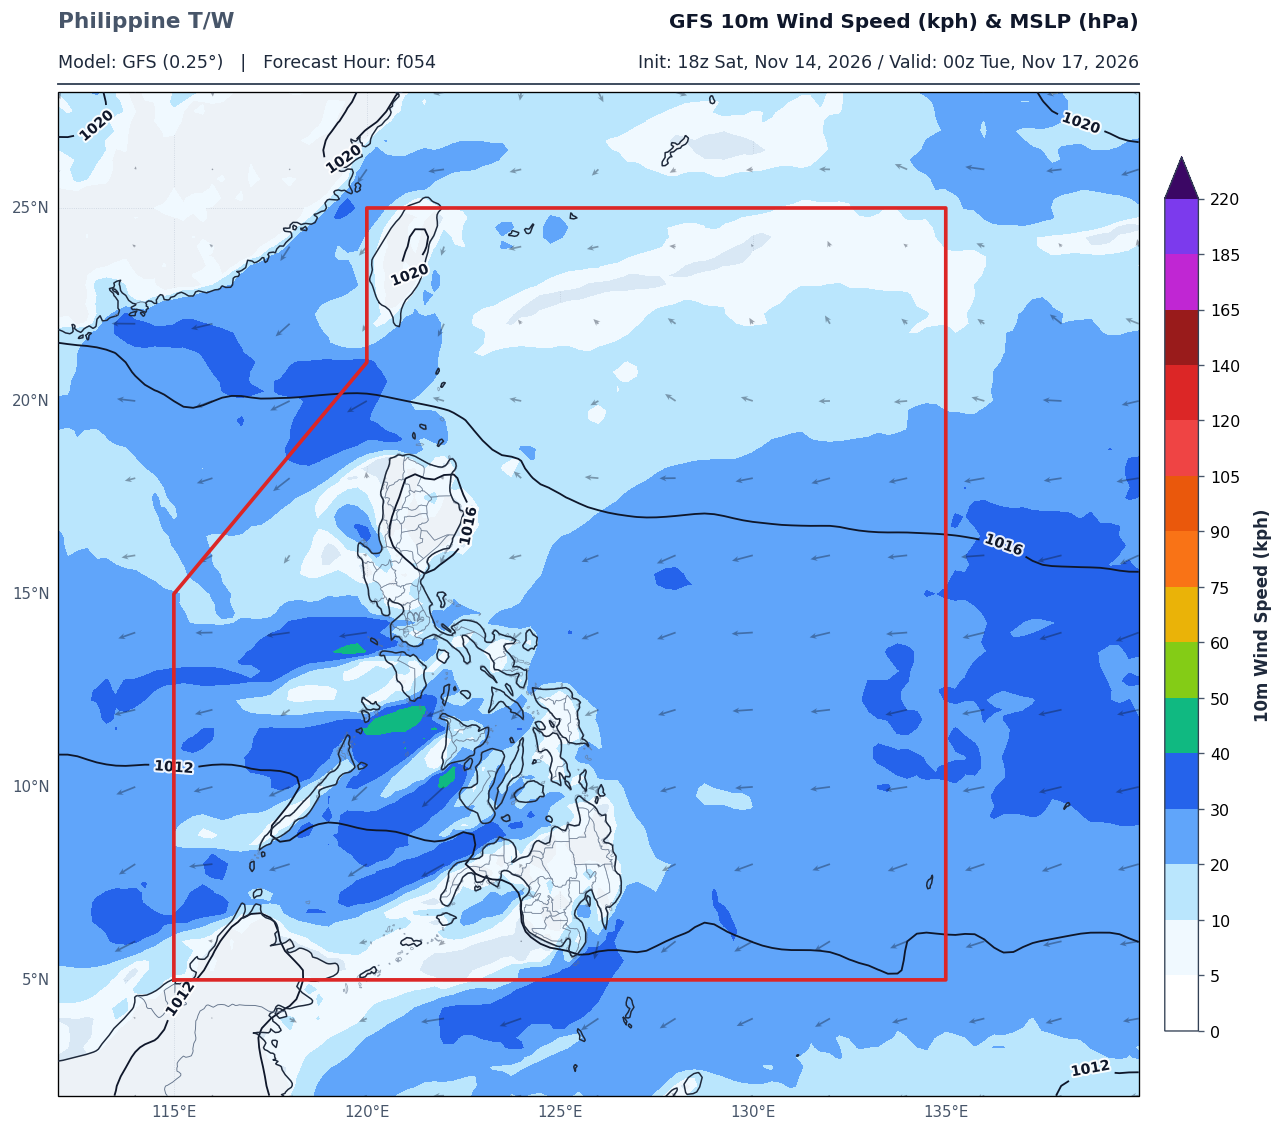 Philippine T/W
GFS 10m Wind Speed (kph) & MSLP (hPa)
Model: GFS (0.25°) | Forecast Hour: f054
Init: 18z Sat, Nov 14, 2026 / Valid: 00z Tue, Nov 17, 2026
1020
1020
1020
1020
1016
1016
1012
1012
1012
25°N
20°N
15°N
10°N
5°N
115°E
120°E
125°E
130°E
135°E
220
185
165
140
120
105
90
75
60
50
40
30
20
10
5
0
10m Wind Speed (kph)